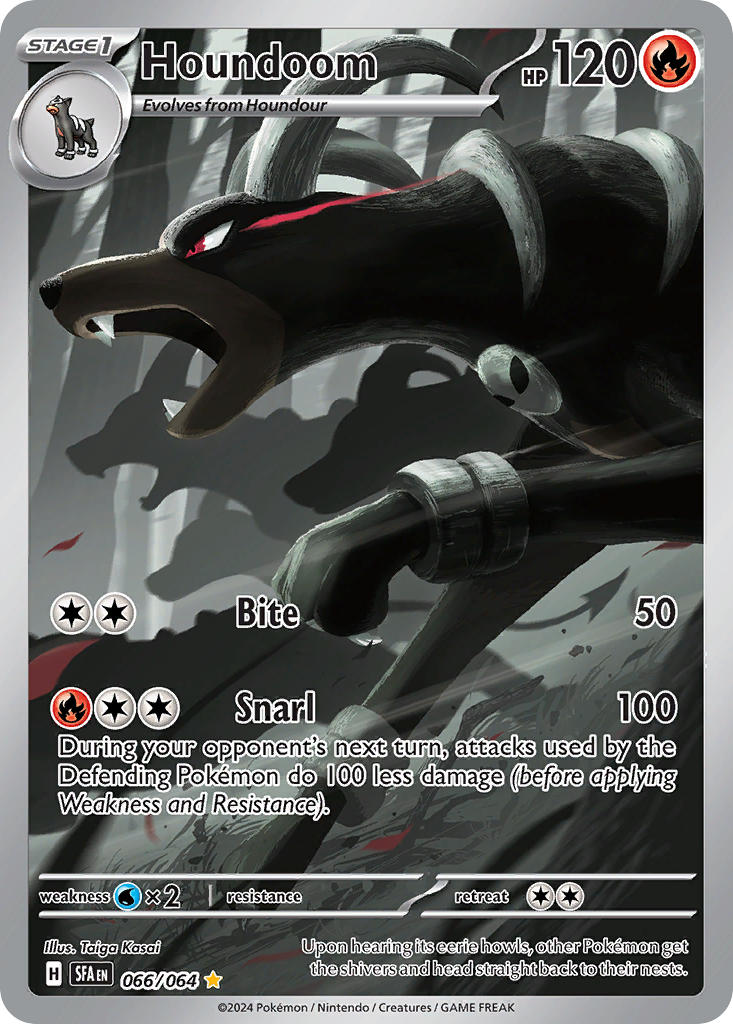 STAGE1
Houndoom
HP 120
Evolves from Houndour
Bite 50
Snarl 100
During your opponent's next turn, attacks used by the
Defending Pokémon do 100 less damage (before applying
Weakness and Resistance).
weakness ×2 resistance retreat
Illus. Taiga Kasai
Upon hearing its eerie howls, other Pokémon get
the shivers and head straight back to their nests.
H SFA EN 066/064
©2024 Pokémon / Nintendo / Creatures / GAME FREAK